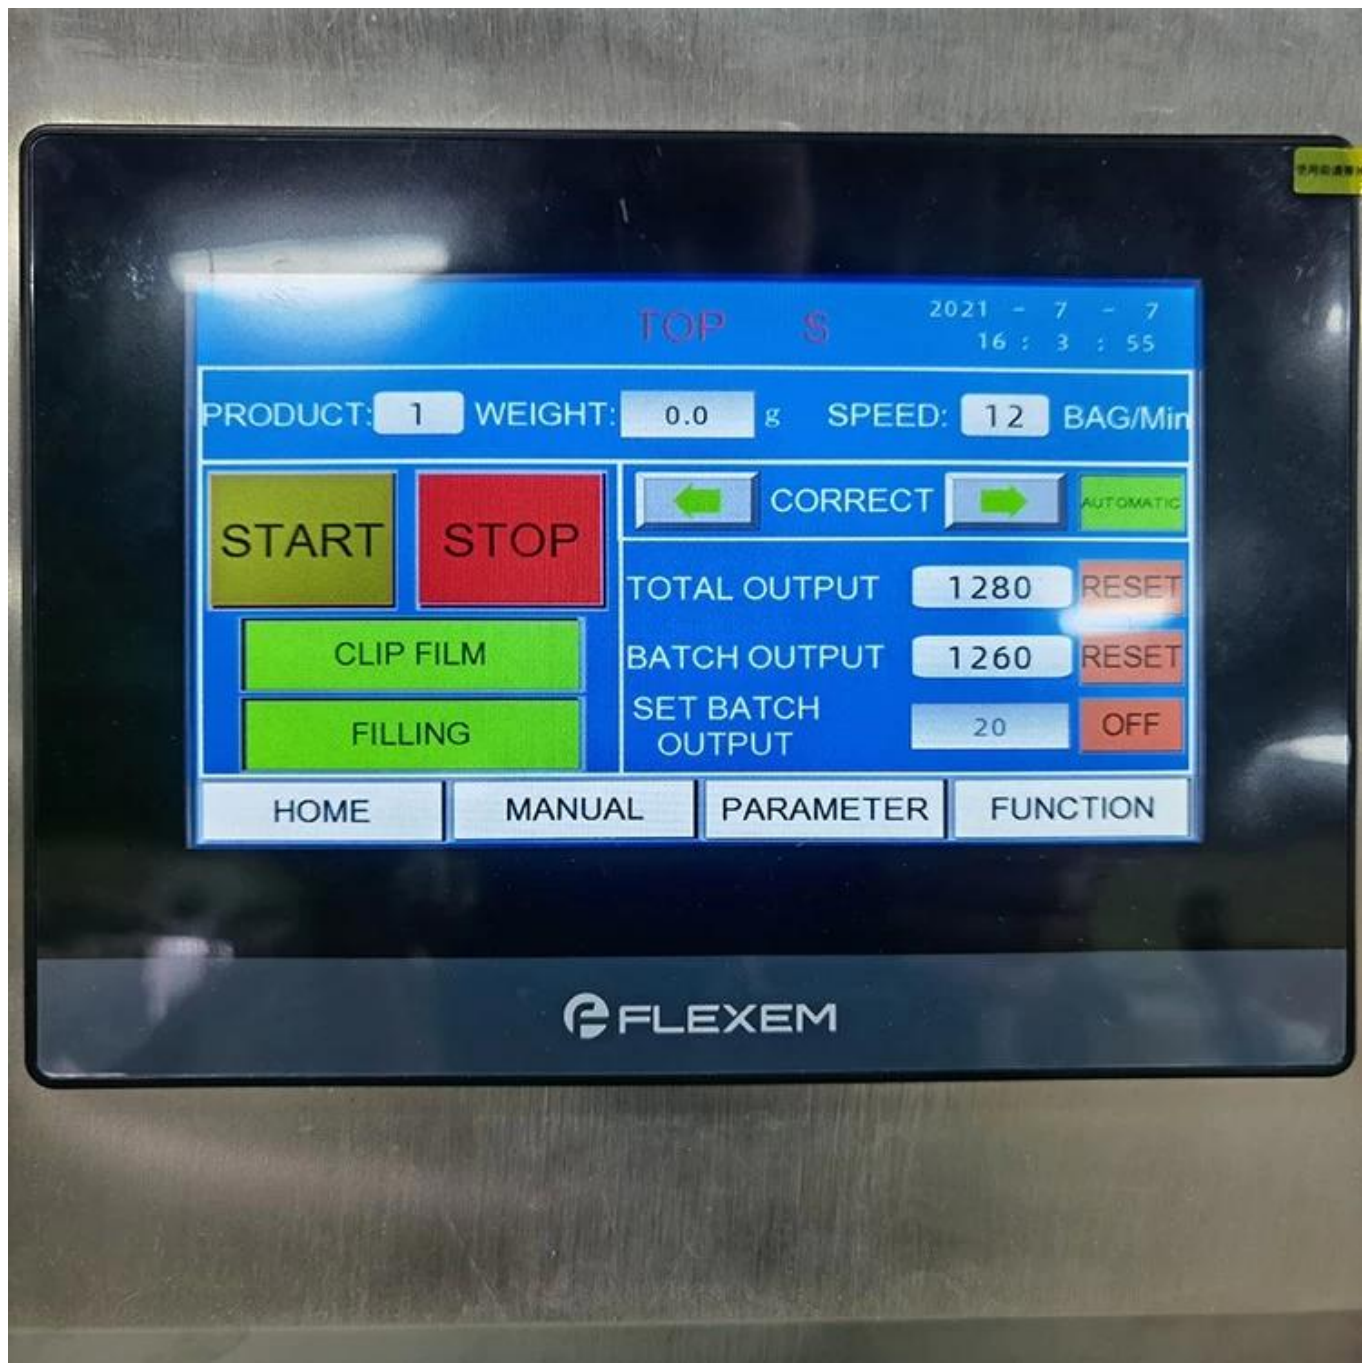 TOP S
2021 - 7 - 7
16 : 3 : 55
PRODUCT: 1 WEIGHT: 0.0 g SPEED: 12 BAG/Min
START STOP
CORRECT AUTOMATIC
TOTAL OUTPUT 1280 RESET
BATCH OUTPUT 1260 RESET
SET BATCH
OUTPUT 20 OFF
CLIP FILM
FILLING
HOME MANUAL PARAMETER FUNCTION
FLEXEM